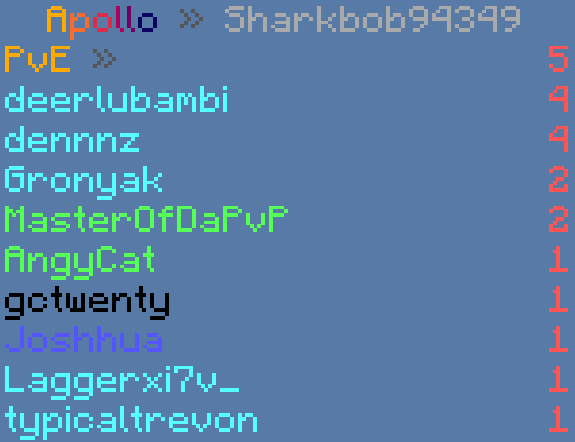 Apollo » Sharkbob94349
PvE » 5
deerlubambi 4
dennnz 4
Gronyak 2
MasterOfDaPvP 2
AngyCat 1
gctwenty 1
Joshhua 1
Laggerxi7v_ 1
typicaltrevon 1